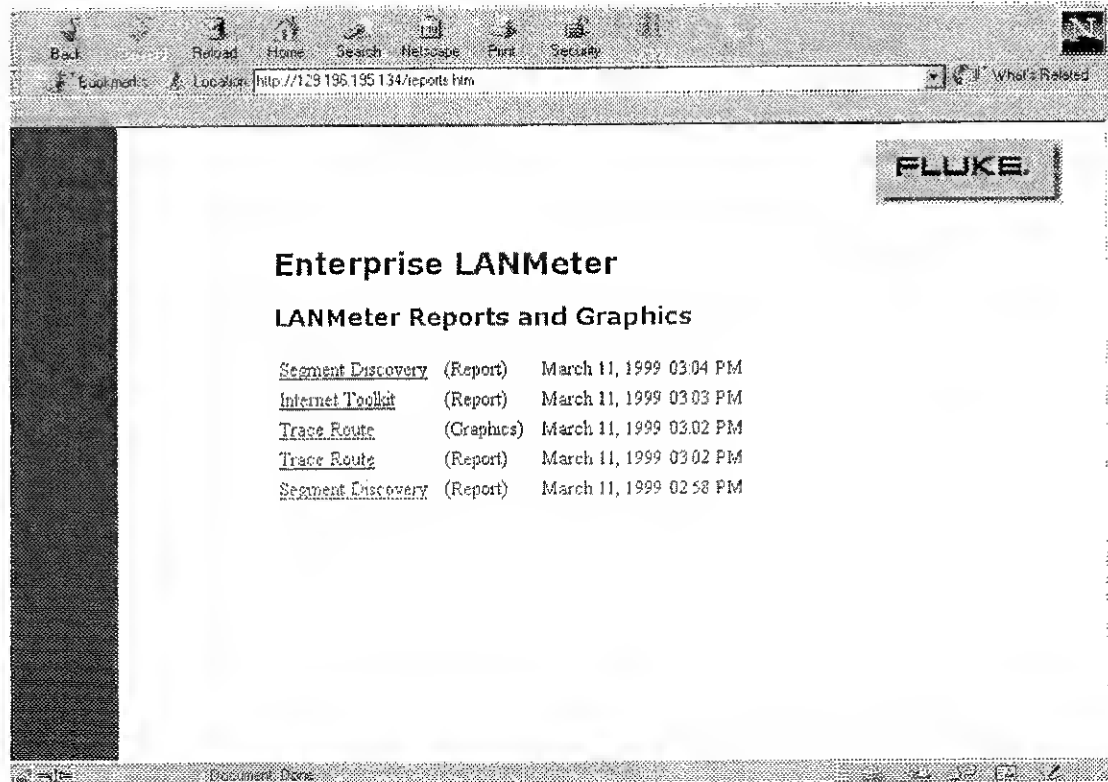 Back Reload Home Search Netscape Print Security
Bookmarks Location http://129.196.195.134/reports.htm What's Related
N
FLUKE.
Enterprise LANMeter
LANMeter Reports and Graphics
Segment Discovery (Report) March 11, 1999 03:04 PM
Internet Toolkit (Report) March 11, 1999 03:03 PM
Trace Route (Graphics) March 11, 1999 03:02 PM
Trace Route (Report) March 11, 1999 03:02 PM
Segment Discovery (Report) March 11, 1999 02:58 PM
Document: Done